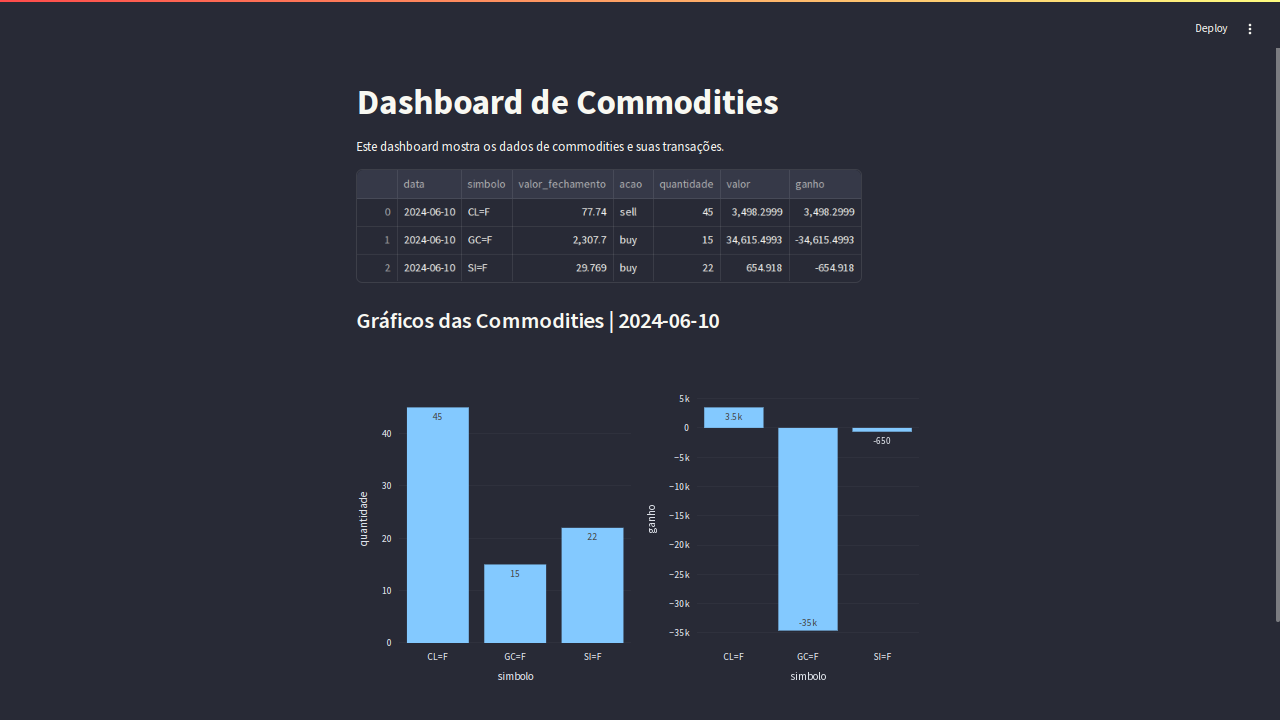 Deploy
Dashboard de Commodities
Este dashboard mostra os dados de commodities e suas transações.
data simbolo valor_fechamento acao quantidade valor ganho
0 2024-06-10 CL=F 77.74 sell 45 3,498.2999 3,498.2999
1 2024-06-10 GC=F 2,307.7 buy 15 34,615.4993 -34,615.4993
2 2024-06-10 SI=F 29.769 buy 22 654.918 -654.918
Gráficos das Commodities | 2024-06-10
quantidade
40
30
20
10
0
45
15
22
CL=F GC=F SI=F
simbolo
ganho
5k
0
−5k
−10k
−15k
−20k
−25k
−30k
−35k
3.5k
-35k
-650
CL=F GC=F SI=F
simbolo